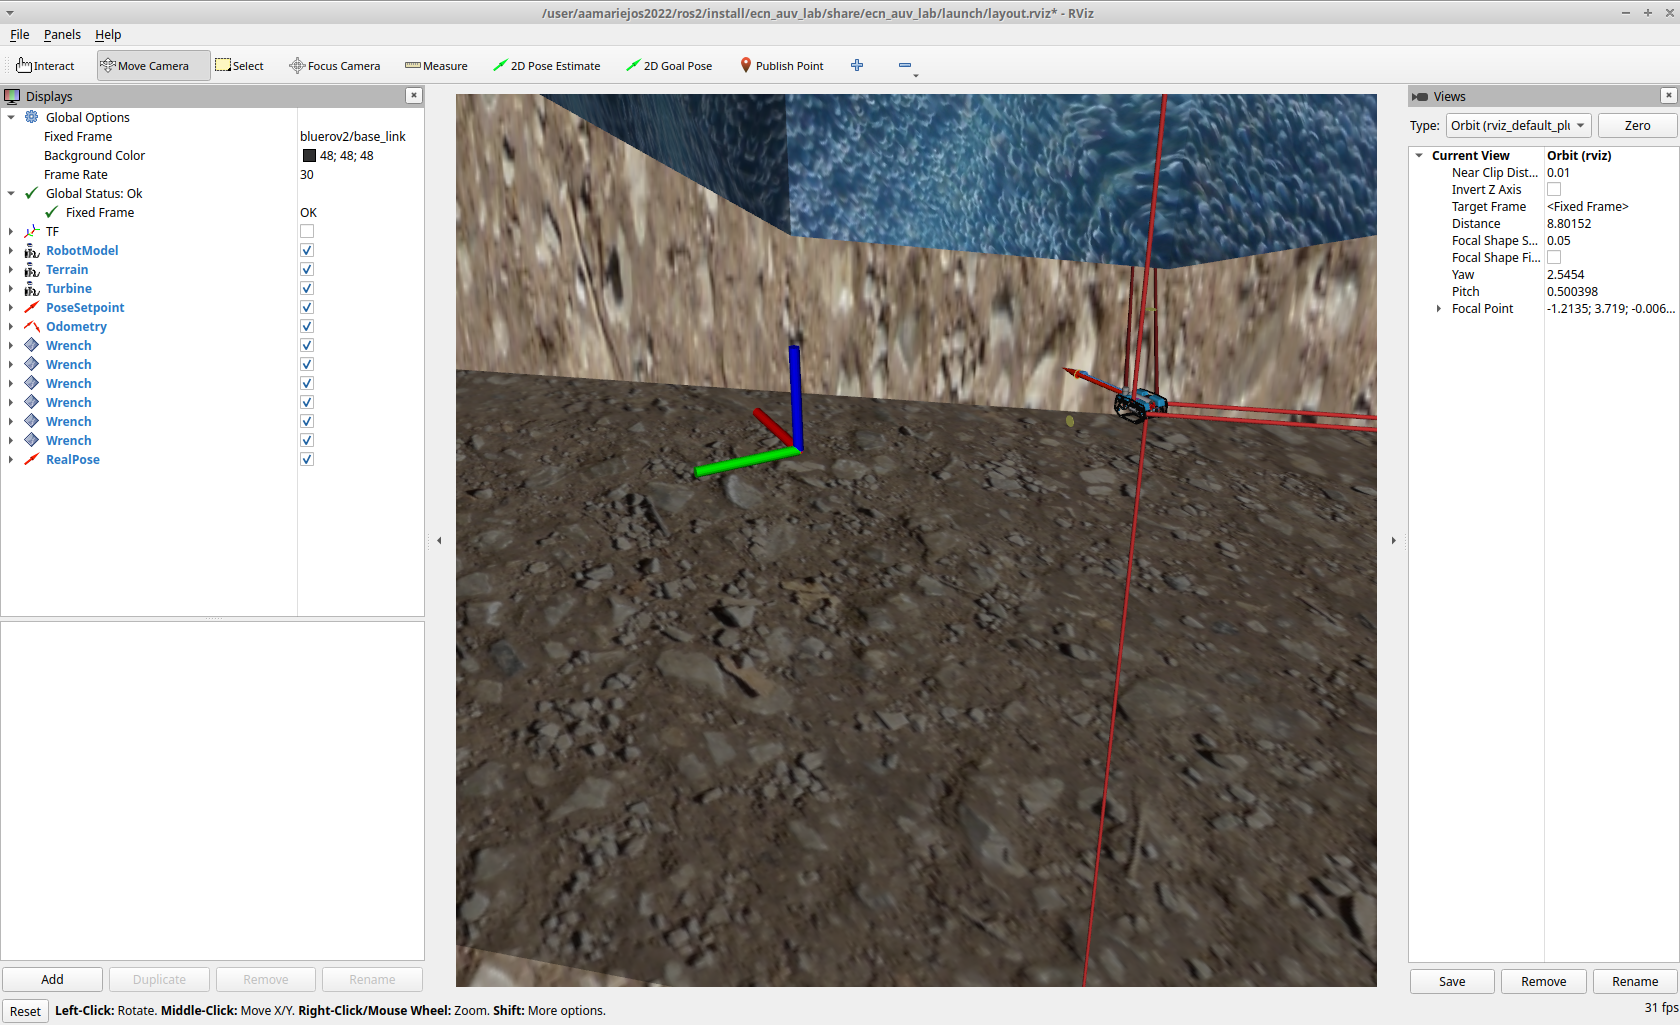 /user/aamariejos2022/ros2/install/ecn_auv_lab/share/ecn_auv_lab/launch/layout.rviz* - RViz
File Panels Help
Interact Move Camera Select Focus Camera Measure 2D Pose Estimate 2D Goal Pose Publish Point
Displays
Global Options
Fixed Frame bluerov2/base_link
Background Color 48; 48; 48
Frame Rate 30
Global Status: Ok
Fixed Frame OK
TF
RobotModel
Terrain
Turbine
PoseSetpoint
Odometry
Wrench
Wrench
Wrench
Wrench
Wrench
Wrench
RealPose
Add Duplicate Remove Rename
Views
Type: Orbit (rviz_default_plu Zero
Current View Orbit (rviz)
Near Clip Dist... 0.01
Invert Z Axis
Target Frame <Fixed Frame>
Distance 8.80152
Focal Shape S... 0.05
Focal Shape Fi...
Yaw 2.5454
Pitch 0.500398
Focal Point -1.2135; 3.719; -0.006...
Save Remove Rename
Reset Left-Click: Rotate. Middle-Click: Move X/Y. Right-Click/Mouse Wheel: Zoom. Shift: More options.
31 fps